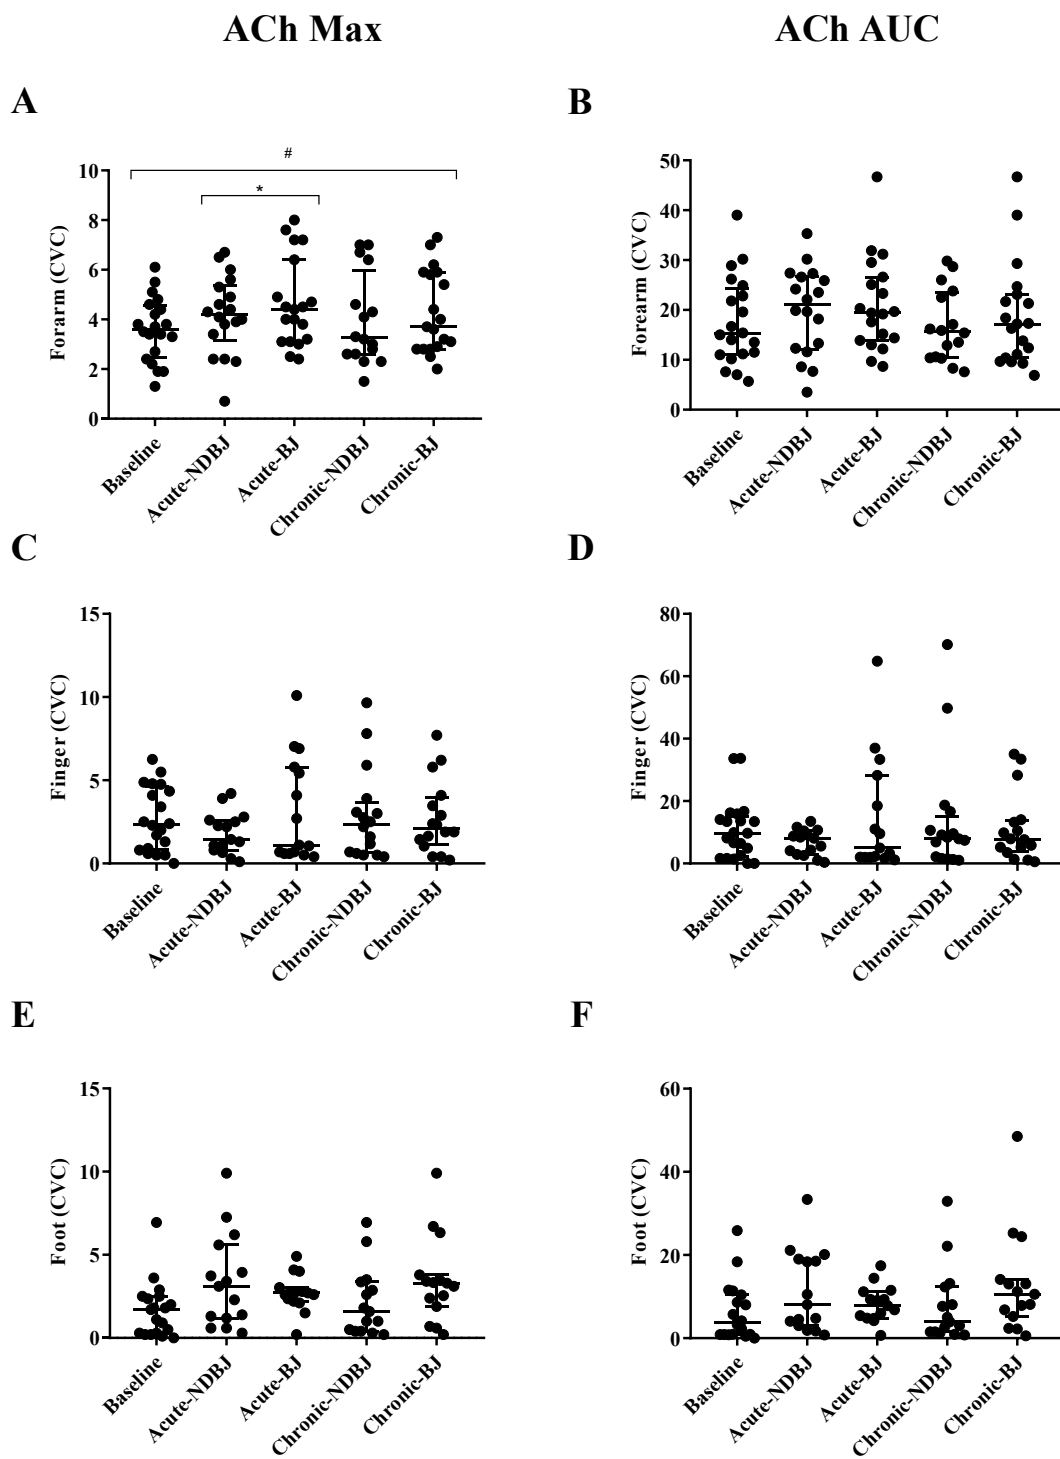 ACh Max
ACh AUC
A
B
#
*
Forarm (CVC)
10
8
6
4
2
0
Baseline
Acute-NDBJ
Acute-BJ
Chronic-NDBJ
Chronic-BJ
Forearm (CVC)
50
40
30
20
10
0
Baseline
Acute-NDBJ
Acute-BJ
Chronic-NDBJ
Chronic-BJ
C
D
Finger (CVC)
15
10
5
0
Baseline
Acute-NDBJ
Acute-BJ
Chronic-NDBJ
Chronic-BJ
Finger (CVC)
80
60
40
20
0
Baseline
Acute-NDBJ
Acute-BJ
Chronic-NDBJ
Chronic-BJ
E
F
Foot (CVC)
15
10
5
0
Baseline
Acute-NDBJ
Acute-BJ
Chronic-NDBJ
Chronic-BJ
Foot (CVC)
60
40
20
0
Baseline
Acute-NDBJ
Acute-BJ
Chronic-NDBJ
Chronic-BJ